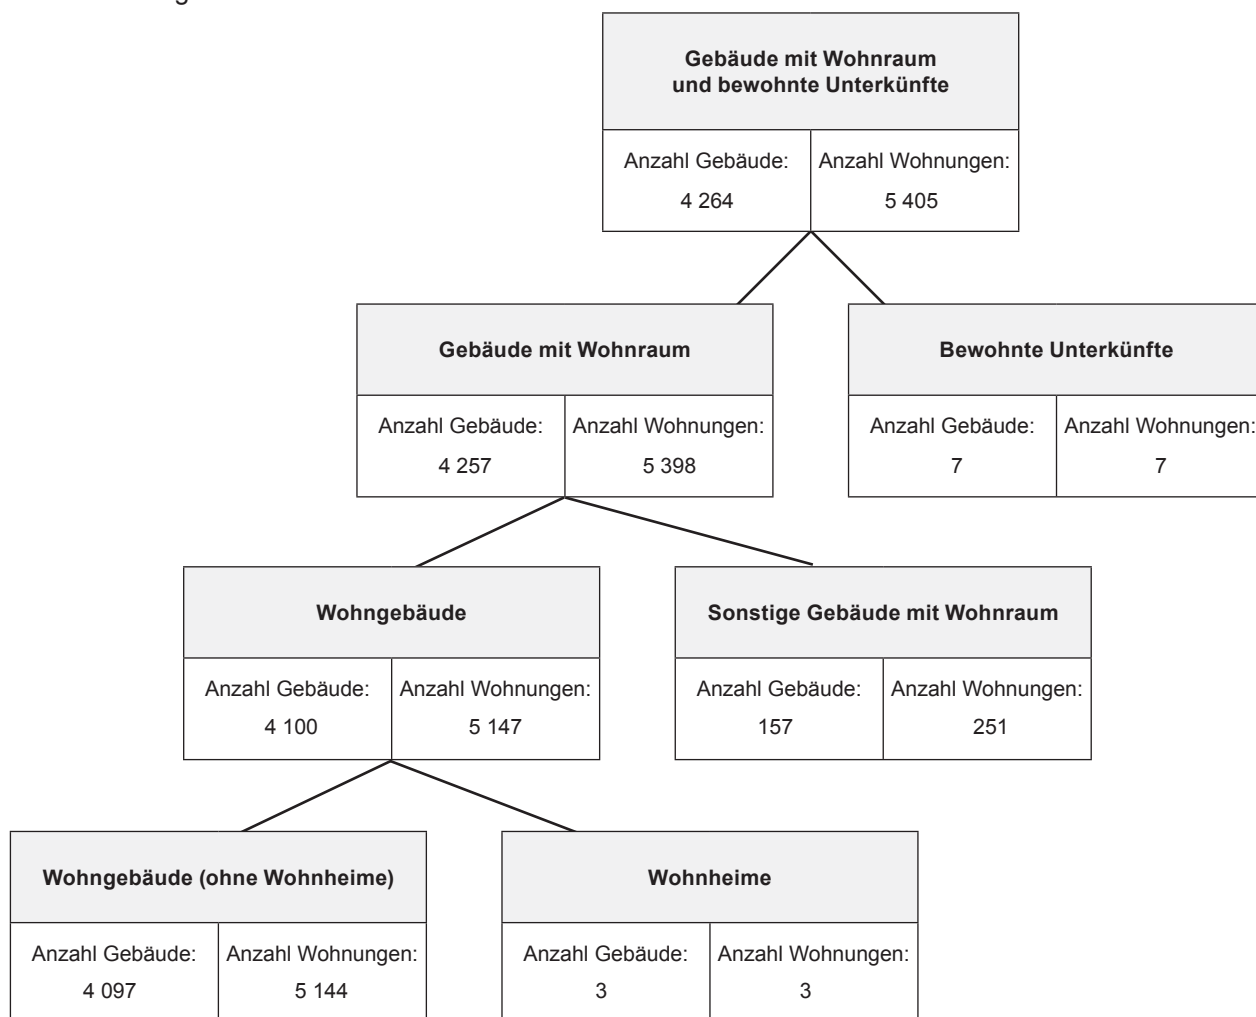 Gebäude mit Wohnraum
und bewohnte Unterkünfte
Anzahl Gebäude: Anzahl Wohnungen:
4 264 5 405
Gebäude mit Wohnraum Bewohnte Unterkünfte
Anzahl Gebäude: Anzahl Wohnungen: Anzahl Gebäude: Anzahl Wohnungen:
4 257 5 398 7 7
Wohngebäude Sonstige Gebäude mit Wohnraum
Anzahl Gebäude: Anzahl Wohnungen: Anzahl Gebäude: Anzahl Wohnungen:
4 100 5 147 157 251
Wohngebäude (ohne Wohnheime) Wohnheime
Anzahl Gebäude: Anzahl Wohnungen: Anzahl Gebäude: Anzahl Wohnungen:
4 097 5 144 3 3